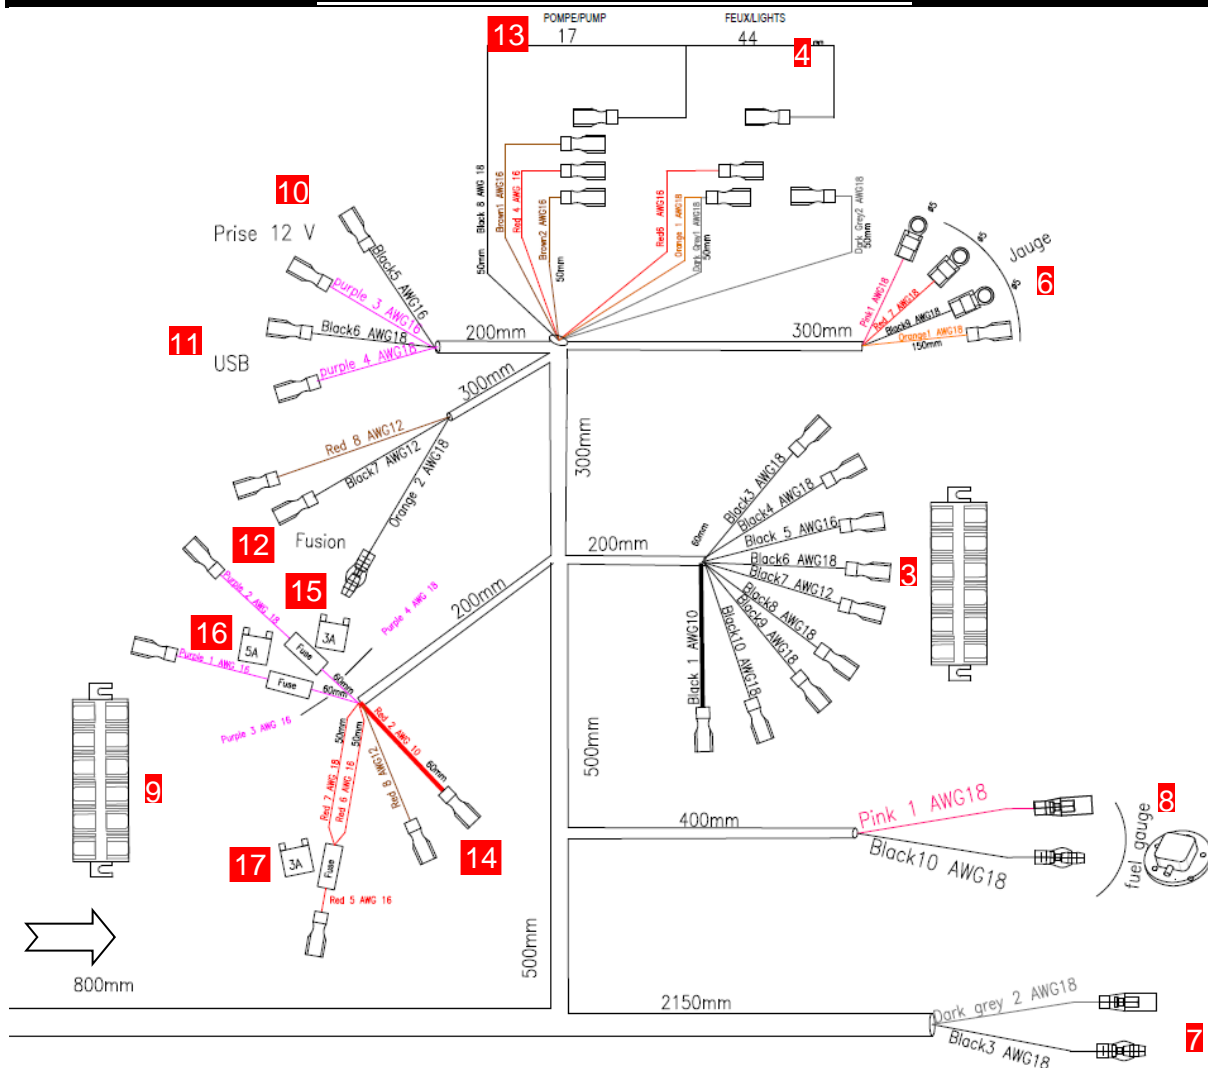 POMPE/PUMP
17
FEUX/LIGHTS
44
13
4
Black 8 AWG 18
50mm
Brown1 AWG16
Red 4 AWG 16
Brown2 AWG16
50mm
Red6 AWG16
Orange 1 AWG18
Dark Grey1 AWG18
50mm
Dark Grey2 AWG18
50mm
10
Prise 12 V
Black5 AWG16
purple 3 AWG16
Black6 AWG18
purple 4 AWG18
11
USB
200mm
300mm
Pink1 AWG18
Red 7 AWG18
Black9 AWG18
Orange1 AWG18
150mm
ø5
ø5
ø5
Jauge
6
300mm
Red 8 AWG12
Black7 AWG12
Orange 2 AWG18
12
Fusion
300mm
200mm
60mm
Black3 AWG18
Black4 AWG18
Black 5 AWG16
Black6 AWG18
Black7 AWG12
Black8 AWG18
Black9 AWG18
Black10 AWG18
Black 1 AWG10
3
200mm
Purple 2 AWG 18
15
3A
Purple 4 AWG 18
16
5A
Fuse
Purple 1 AWG 16
Fuse
60mm
60mm
Purple 3 AWG 16
50mm
50mm
Red 2 AWG 10
60mm
Red 7 AWG 18
Red 6 AWG 16
Red 8 AWG12
9
17
3A
Fuse
14
Red 5 AWG 16
500mm
400mm
Pink 1 AWG18
Black10 AWG18
fuel gauge
8
800mm
500mm
2150mm
Dark grey 2 AWG18
Black3 AWG18
7